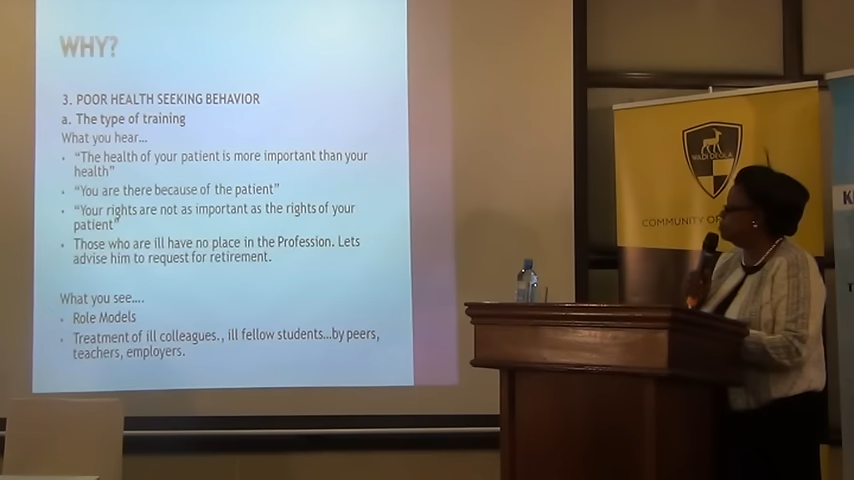 WHY?
3. POOR HEALTH SEEKING BEHAVIOR
a. The type of training
What you hear...
• "The health of your patient is more important than your
health"
• "You are there because of the patient"
• "Your rights are not as important as the rights of your
patient"
• Those who are ill have no place in the Profession. Lets
advise him to request for retirement.
What you see....
• Role Models
• Treatment of ill colleagues., ill fellow students...by peers,
teachers, employers.
WADI DEGLA
COMMUNITY OF
K